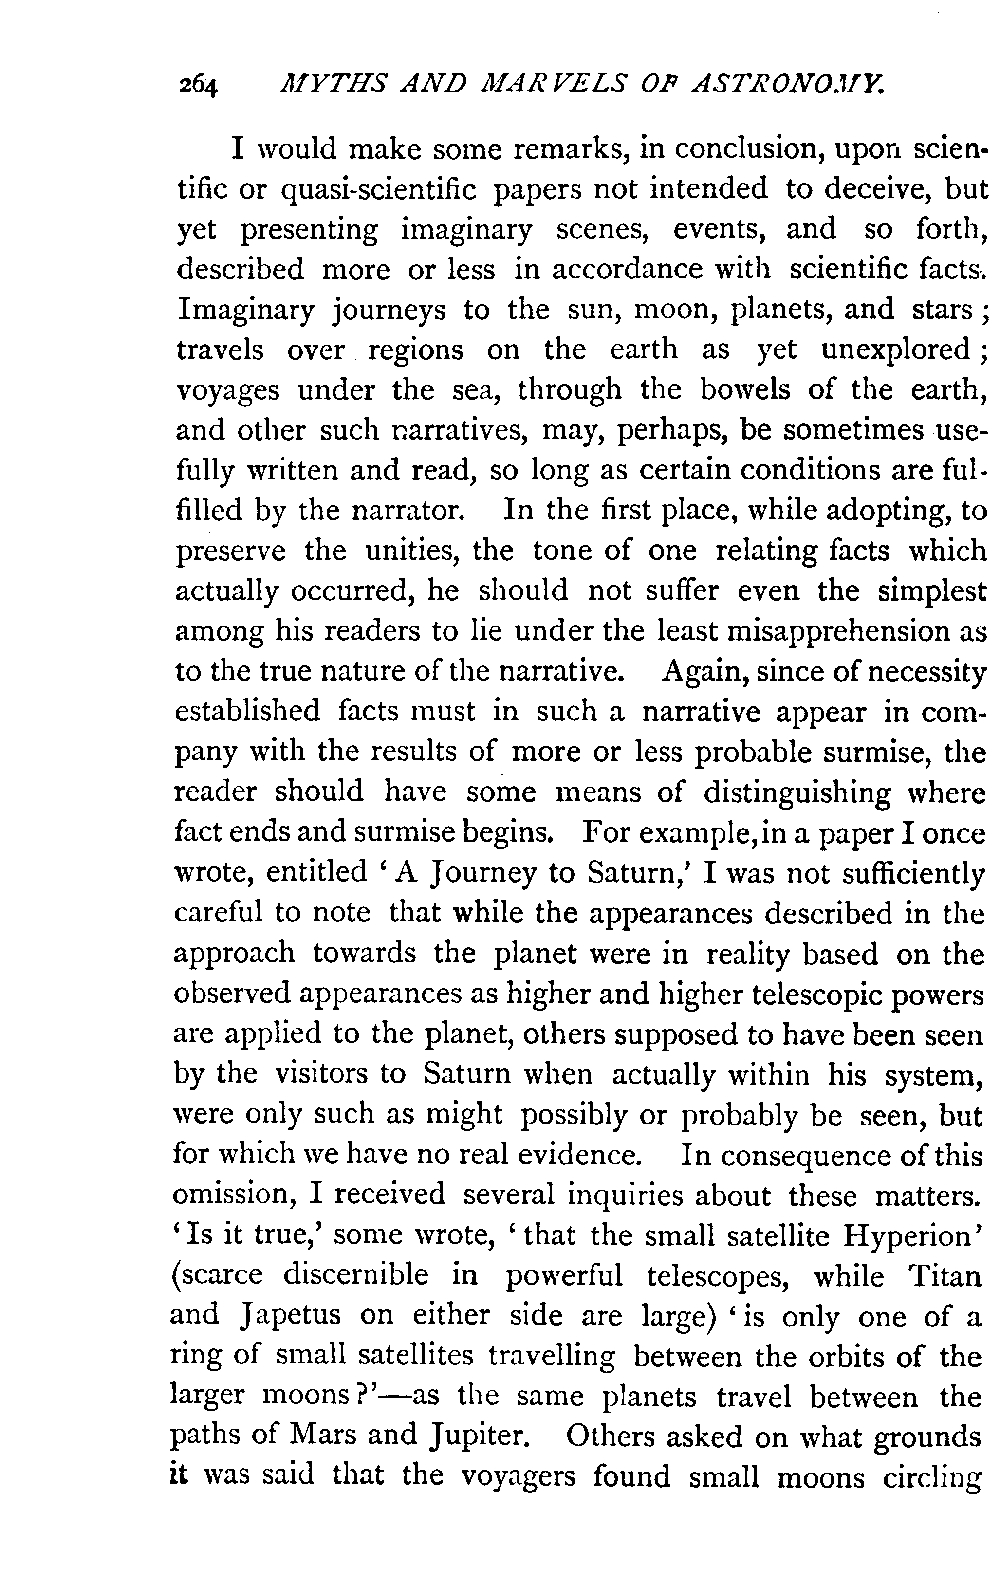 264 MYTHS AND MARVELS OF ASTRONOMY.
I would make some remarks, in conclusion, upon scien-
tific or quasi-scientific papers not intended to deceive, but
yet presenting imaginary scenes, events, and so forth,
described more or less in accordance with scientific facts.
Imaginary journeys to the sun, moon, planets, and stars ;
travels over regions on the earth as yet unexplored ;
voyages under the sea, through the bowels of the earth,
and other such narratives, may, perhaps, be sometimes use-
fully written and read, so long as certain conditions are ful-
filled by the narrator. In the first place, while adopting, to
preserve the unities, the tone of one relating facts which
actually occurred, he should not suffer even the simplest
among his readers to lie under the least misapprehension as
to the true nature of the narrative. Again, since of necessity
established facts must in such a narrative appear in com-
pany with the results of more or less probable surmise, the
reader should have some means of distinguishing where
fact ends and surmise begins. For example, in a paper I once
wrote, entitled ‘A Journey to Saturn,’ I was not sufficiently
careful to note that while the appearances described in the
approach towards the planet were in reality based on the
observed appearances as higher and higher telescopic powers
are applied to the planet, others supposed to have been seen
by the visitors to Saturn when actually within his system,
were only such as might possibly or probably be seen, but
for which we have no real evidence. In consequence of this
omission, I received several inquiries about these matters.
‘Is it true,’ some wrote, ‘that the small satellite Hyperion’
(scarce discernible in powerful telescopes, while Titan
and Japetus on either side are large) ‘is only one of a
ring of small satellites travelling between the orbits of the
larger moons?’—as the same planets travel between the
paths of Mars and Jupiter. Others asked on what grounds
it was said that the voyagers found small moons circling